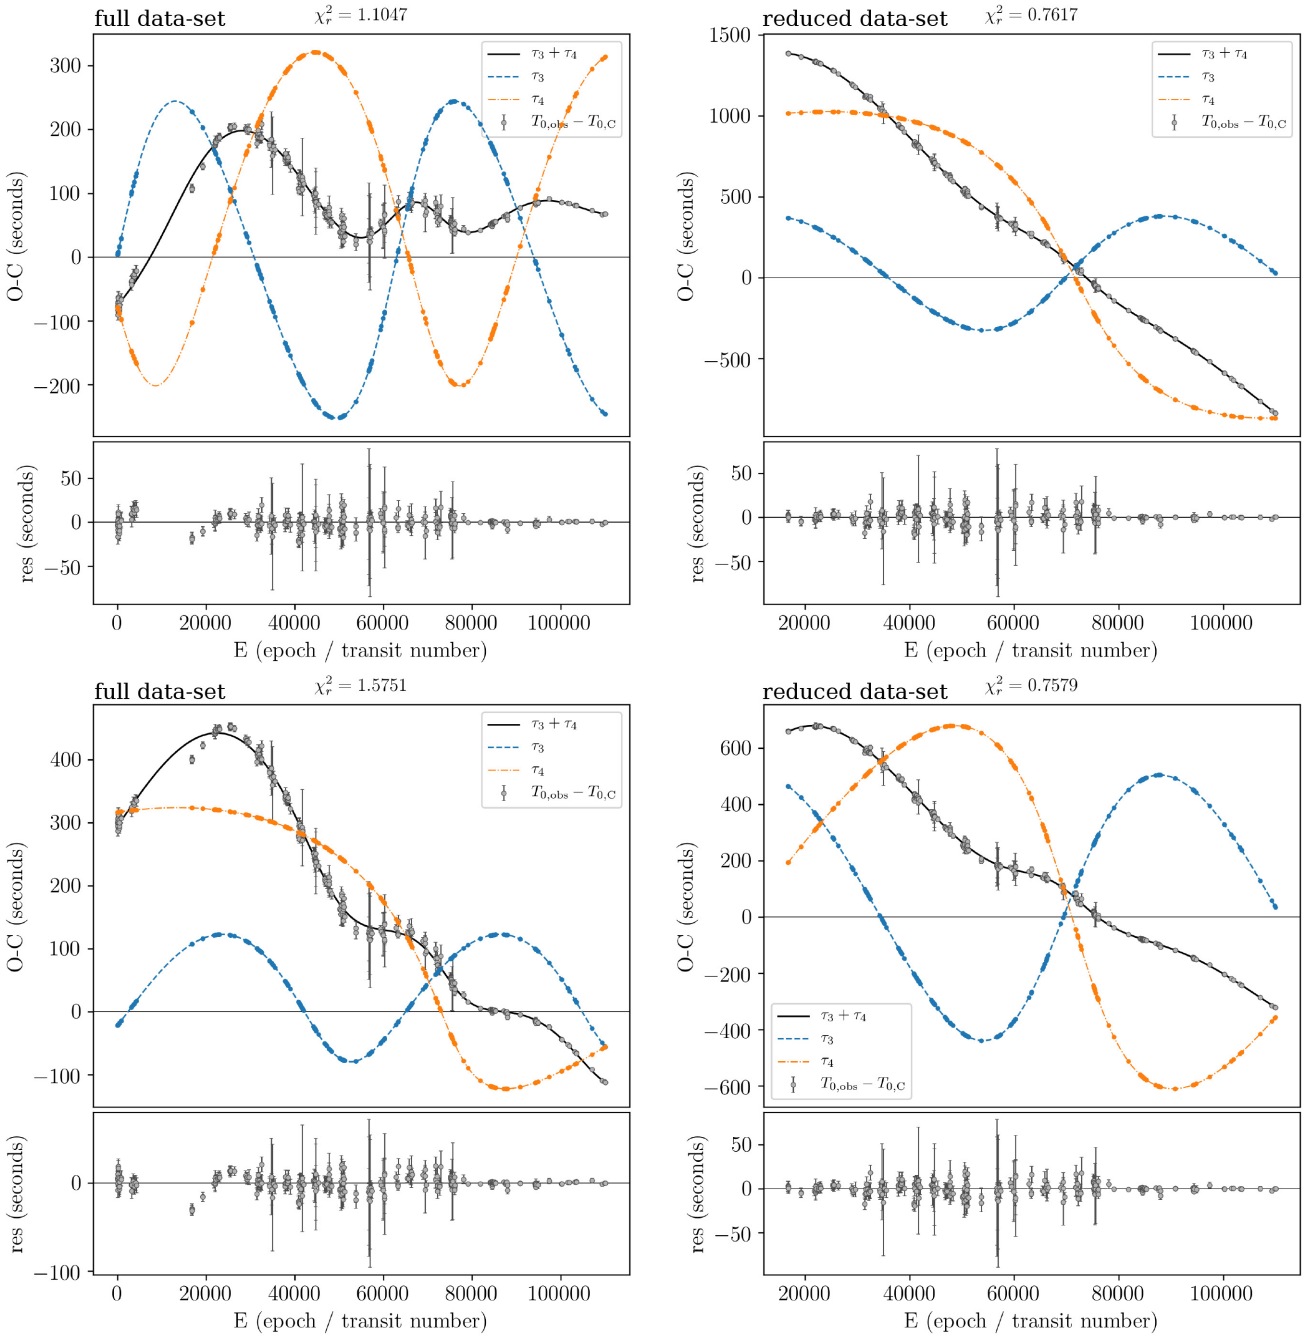 full data-set χ²ᵣ = 1.1047
300
200
100
0
−100
−200
O-C (seconds)
τ₃ + τ₄
τ₃
τ₄
T₀,obs − T₀,C
50
0
−50
res (seconds)
0 20000 40000 60000 80000 100000
E (epoch / transit number)
reduced data-set χ²ᵣ = 0.7617
1500
1000
500
0
−500
O-C (seconds)
τ₃ + τ₄
τ₃
τ₄
T₀,obs − T₀,C
50
0
−50
res (seconds)
20000 40000 60000 80000 100000
E (epoch / transit number)
full data-set χ²ᵣ = 1.5751
400
300
200
100
0
−100
O-C (seconds)
τ₃ + τ₄
τ₃
τ₄
T₀,obs − T₀,C
0
−100
res (seconds)
0 20000 40000 60000 80000 100000
E (epoch / transit number)
reduced data-set χ²ᵣ = 0.7579
600
400
200
0
−200
−400
−600
O-C (seconds)
τ₃ + τ₄
τ₃
τ₄
T₀,obs − T₀,C
50
0
−50
res (seconds)
20000 40000 60000 80000 100000
E (epoch / transit number)